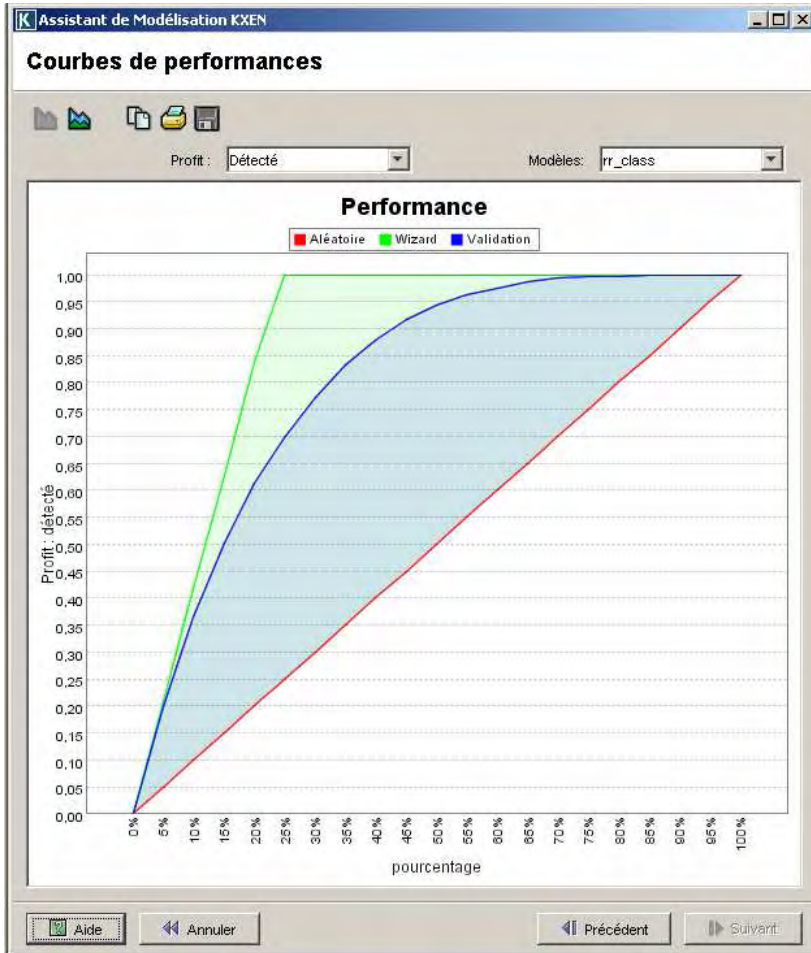 K Assistant de Modélisation KXEN
Courbes de performances
Profit : Détecté Modèles: rr_class
Performance
Aléatoire Wizard Validation
1,00
0,95
0,90
0,85
0,80
0,75
0,70
0,65
0,60
0,55
0,50
0,45
0,40
0,35
0,30
0,25
0,20
0,15
0,10
0,05
0,00
Profit : détecté
0% 5% 10% 15% 20% 25% 30% 35% 40% 45% 50% 55% 60% 65% 70% 75% 80% 85% 90% 95% 100%
pourcentage
Aide Annuler Précédent Suivant